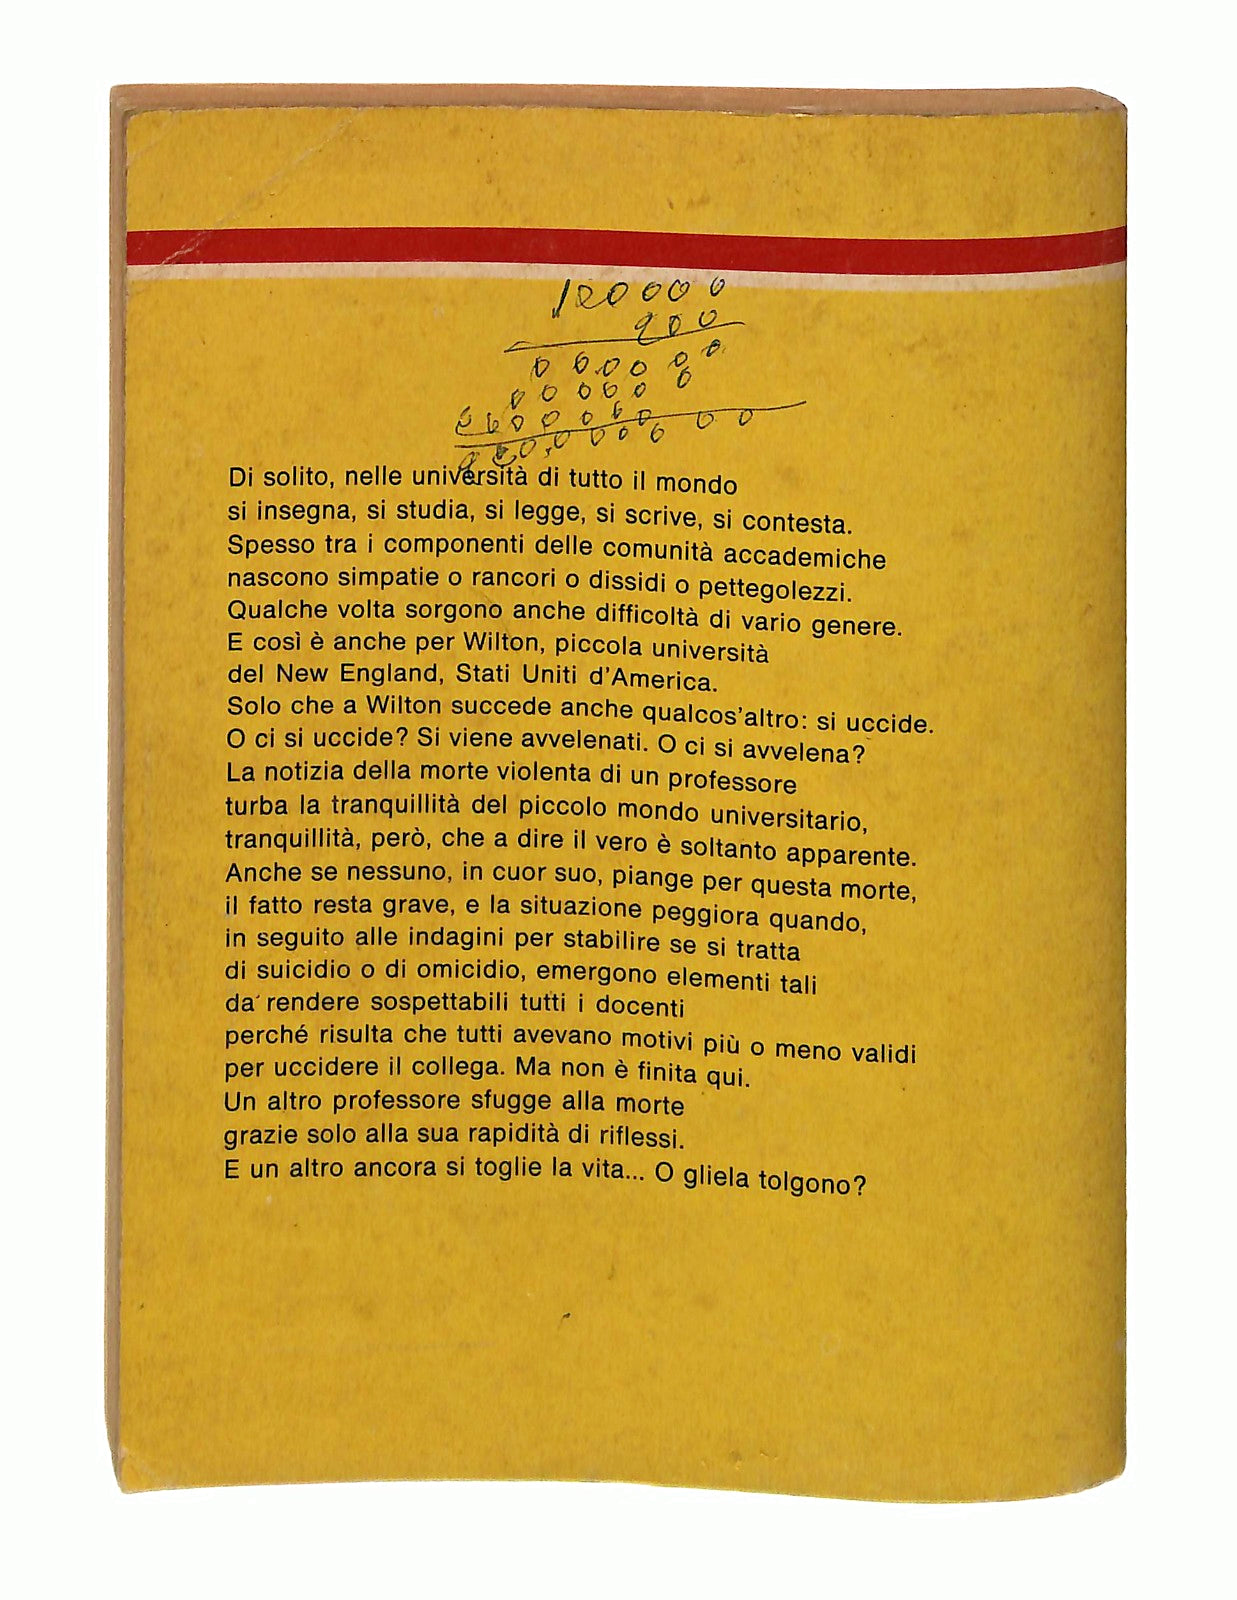 100000
900
Di solito, nelle università di tutto il mondo
si insegna, si studia, si legge, si scrive, si contesta.
Spesso tra i componenti delle comunità accademiche
nascono simpatie o rancori o dissidi o pettegolezzi.
Qualche volta sorgono anche difficoltà di vario genere.
E così è anche per Wilton, piccola università
del New England, Stati Uniti d'America.
Solo che a Wilton succede anche qualcos'altro: si uccide.
O ci si uccide? Si viene avvelenati. O ci si avvelena?
La notizia della morte violenta di un professore
turba la tranquillità del piccolo mondo universitario,
tranquillità, però, che a dire il vero è soltanto apparente.
Anche se nessuno, in cuor suo, piange per questa morte,
il fatto resta grave, e la situazione peggiora quando,
in seguito alle indagini per stabilire se si tratta
di suicidio o di omicidio, emergono elementi tali
da rendere sospettabili tutti i docenti
perché risulta che tutti avevano motivi più o meno validi
per uccidere il collega. Ma non è finita qui.
Un altro professore sfugge alla morte
grazie solo alla sua rapidità di riflessi.
E un altro ancora si toglie la vita... O gliela tolgono?